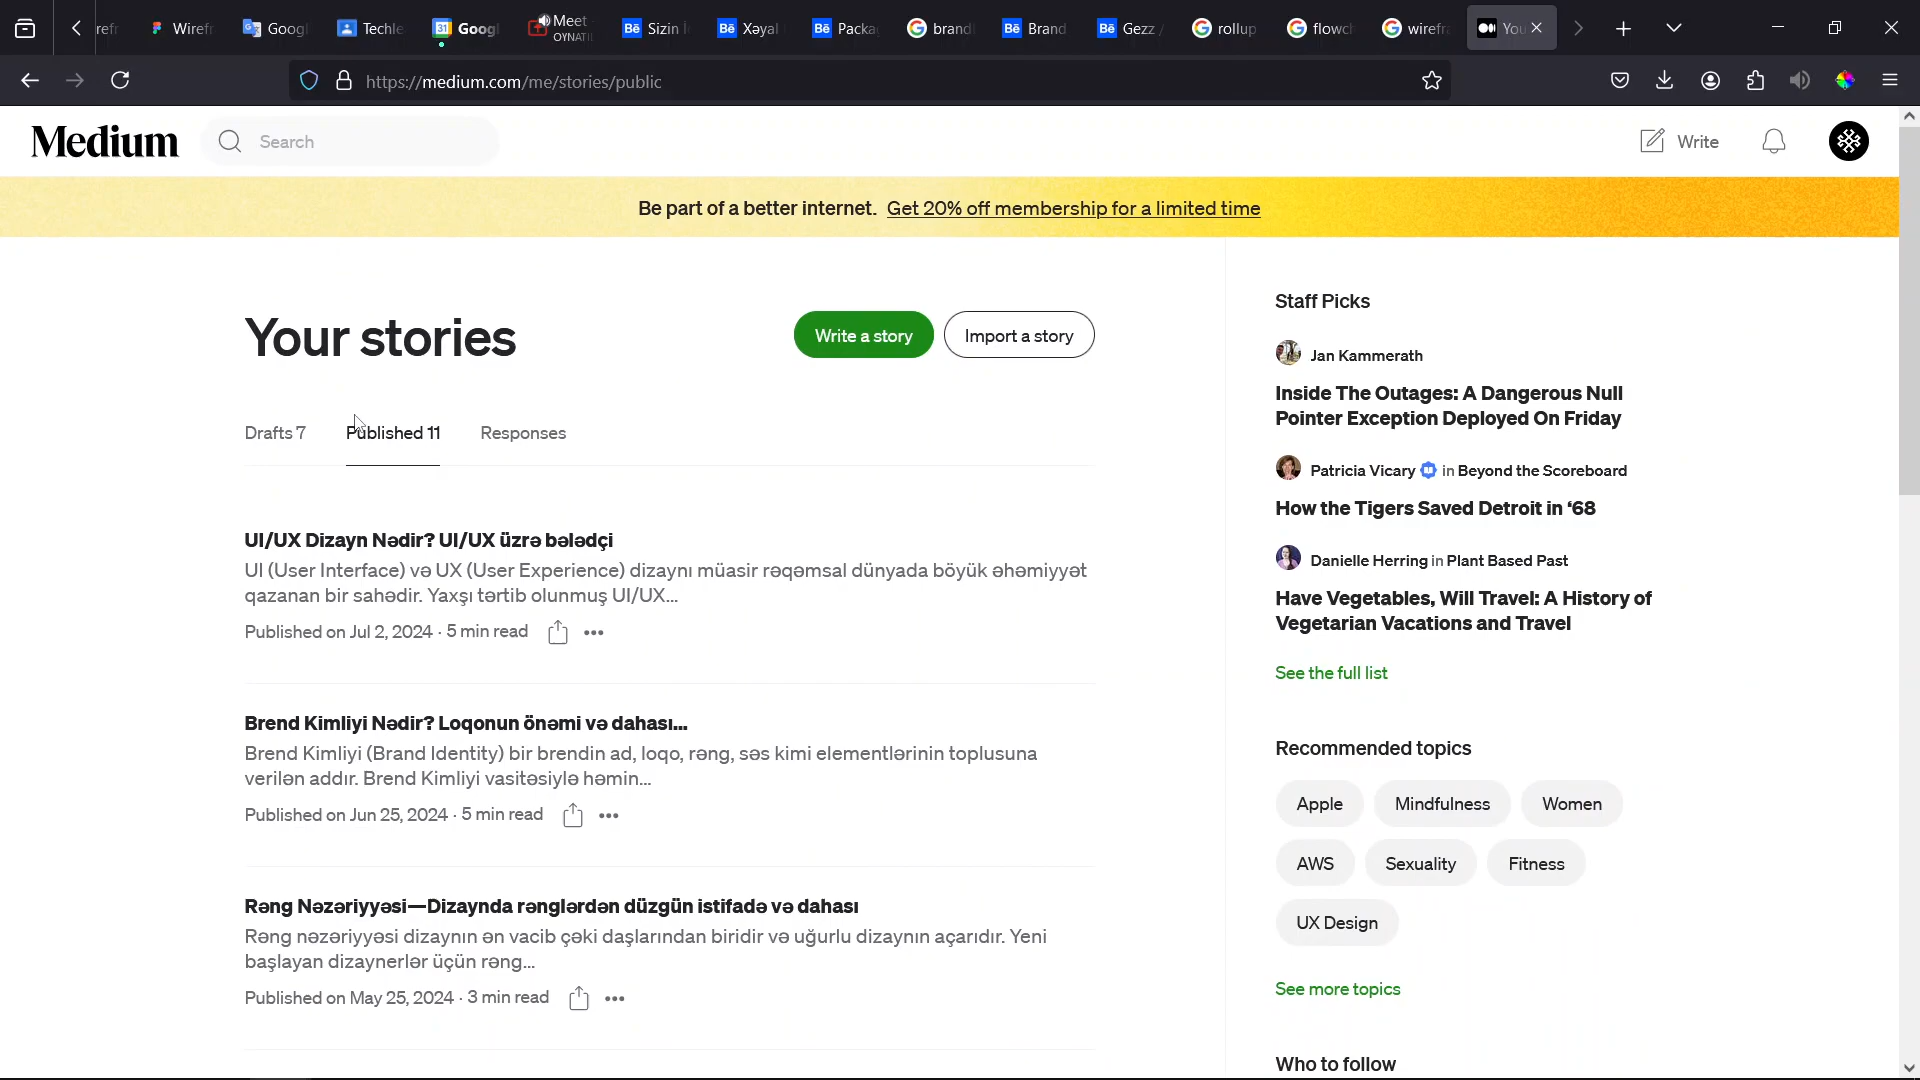 Wirefr
Googl
Techle
31 Googl
Meet
OYNATIL
Bē Sizin İ
Bē Xəyal
Bē Packa
brand
Bē Brand
Bē Gezz /
rollup
flowch
wirefra
You
https://medium.com/me/stories/public
Medium
Search
Write
Be part of a better internet. Get 20% off membership for a limited time
Your stories
Write a story
Import a story
Drafts 7
Published 11
Responses
UI/UX Dizayn Nədir? UI/UX üzrə bələdçi
UI (User Interface) və UX (User Experience) dizaynı müasir rəqəmsal dünyada böyük əhəmiyyət
qazanan bir sahədir. Yaxşı tərtib olunmuş UI/UX...
Published on Jul 2, 2024 · 5 min read
Brend Kimliyi Nədir? Loqonun önəmi və dahası...
Brend Kimliyi (Brand Identity) bir brendin ad, loqo, rəng, səs kimi elementlərinin toplusuna
verilən addır. Brend Kimliyi vasitəsiylə həmin...
Published on Jun 25, 2024 · 5 min read
Rəng Nəzəriyyəsi—Dizaynda rənglərdən düzgün istifadə və dahası
Rəng nəzəriyyəsi dizaynın ən vacib çəki daşlarından biridir və uğurlu dizaynın açarıdır. Yeni
başlayan dizaynerlər üçün rəng...
Published on May 25, 2024 · 3 min read
Staff Picks
Jan Kammerath
Inside The Outages: A Dangerous Null
Pointer Exception Deployed On Friday
Patricia Vicary in Beyond the Scoreboard
How the Tigers Saved Detroit in ‘68
Danielle Herring in Plant Based Past
Have Vegetables, Will Travel: A History of
Vegetarian Vacations and Travel
See the full list
Recommended topics
Apple
Mindfulness
Women
AWS
Sexuality
Fitness
UX Design
See more topics
Who to follow